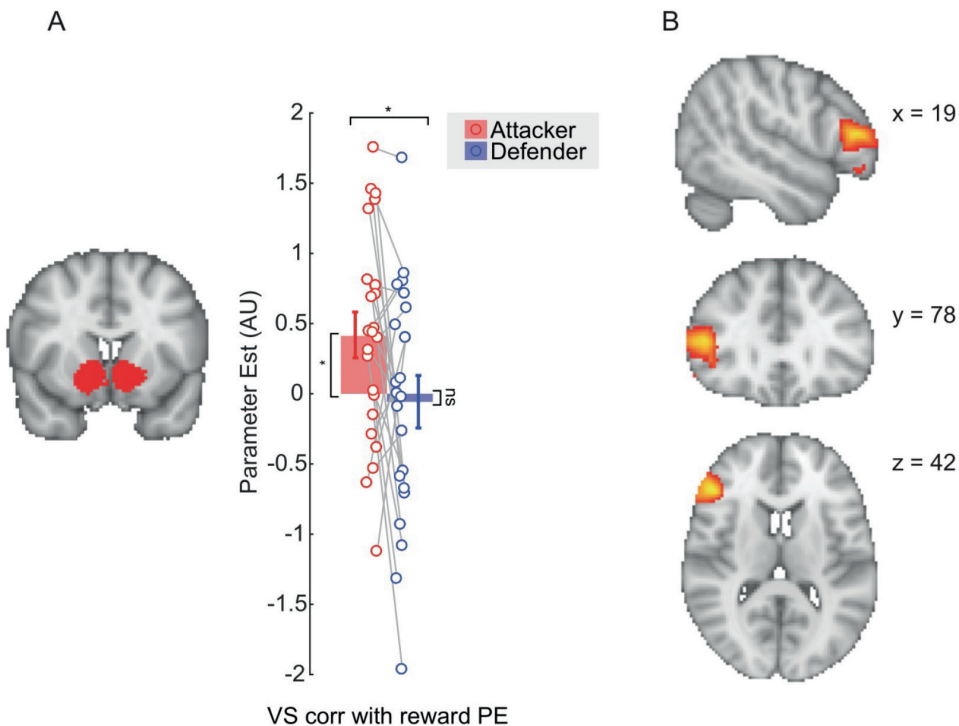 A
B
*
Attacker
Defender
2
1.5
1
0.5
0
-0.5
-1
-1.5
-2
Parameter Est (AU)
*
ns
VS corr with reward PE
x = 19
y = 78
z = 42